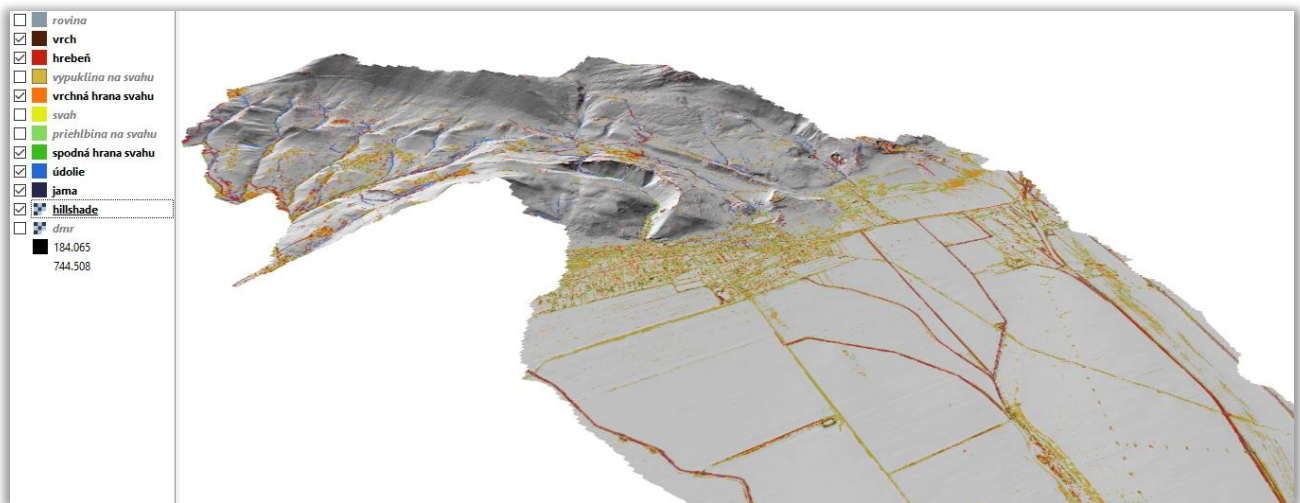 rovina
vrch
hrebeň
vypuklina na svahu
vrchná hrana svahu
svah
priehlbina na svahu
spodná hrana svahu
údolie
jama
hillshade
dmr
184.065
744.508